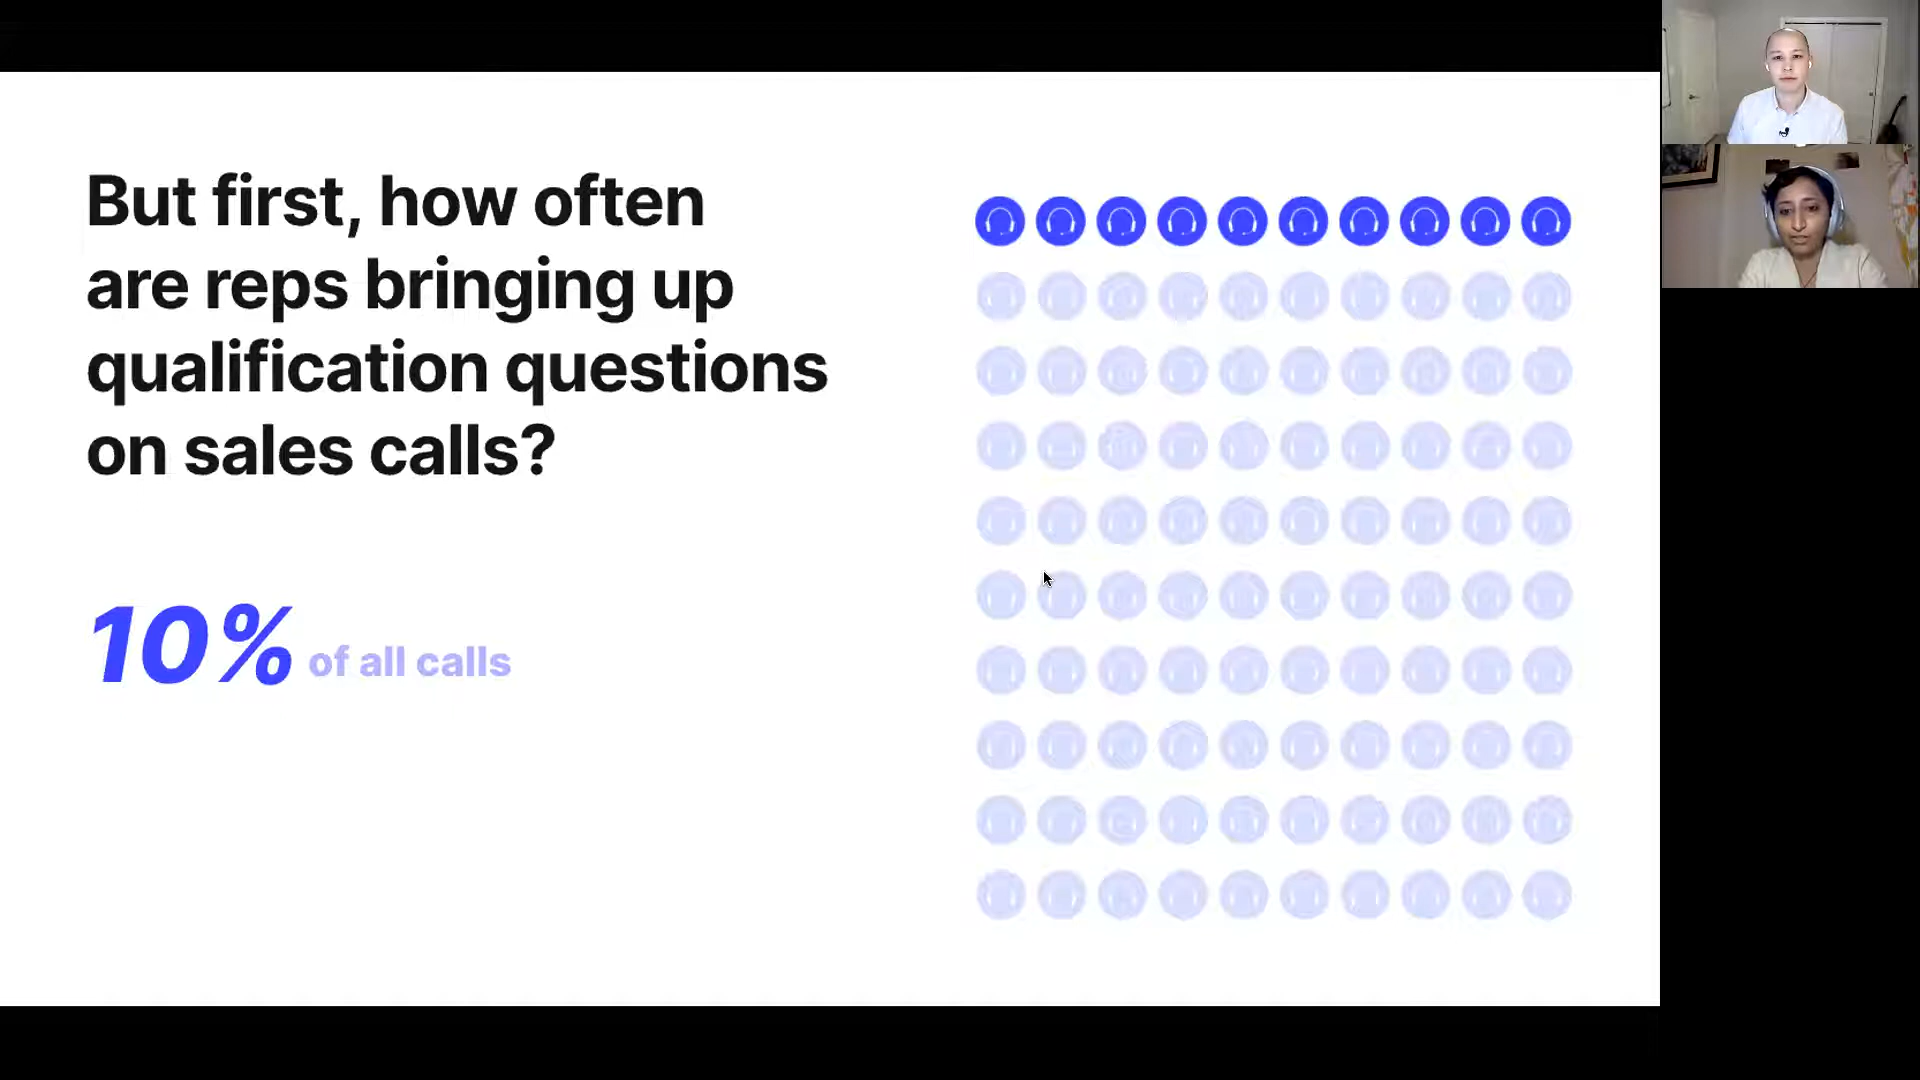 But first, how often
are reps bringing up
qualification questions
on sales calls?
10% of all calls